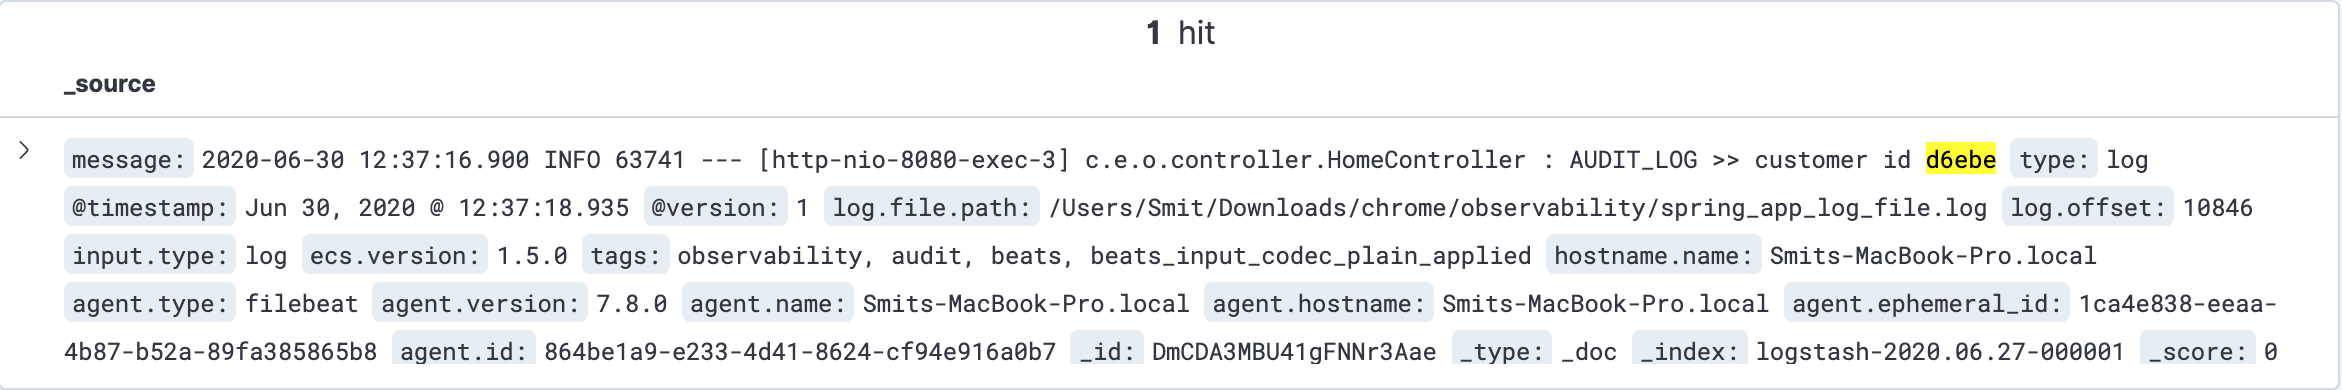 1 hit
_source
message: 2020-06-30 12:37:16.900 INFO 63741 --- [http-nio-8080-exec-3] c.e.o.controller.HomeController : AUDIT_LOG >> customer id d6ebe type: log
@timestamp: Jun 30, 2020 @ 12:37:18.935 @version: 1 log.file.path: /Users/Smit/Downloads/chrome/observability/spring_app_log_file.log log.offset: 10846
input.type: log ecs.version: 1.5.0 tags: observability, audit, beats, beats_input_codec_plain_applied hostname.name: Smits-MacBook-Pro.local
agent.type: filebeat agent.version: 7.8.0 agent.name: Smits-MacBook-Pro.local agent.hostname: Smits-MacBook-Pro.local agent.ephemeral_id: 1ca4e838-eeaa-
4b87-b52a-89fa385865b8 agent.id: 864be1a9-e233-4d41-8624-cf94e916a0b7 _id: DmCDA3MBU41gFNNr3Aae _type: _doc _index: logstash-2020.06.27-000001 _score: 0